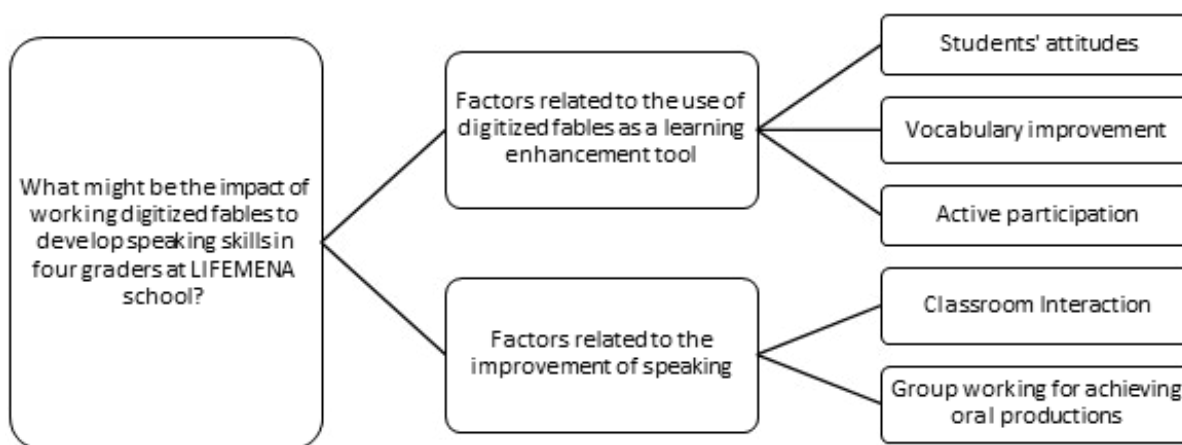 What might be the impact of
working digitized fables to
develop speaking skills in
four graders at LIFEMENA
school?
Factors related to the use of
digitized fables as a learning
enhancement tool
Students' attitudes
Vocabulary improvement
Active participation
Factors related to the
improvement of speaking
Classroom Interaction
Group working for achieving
oral productions